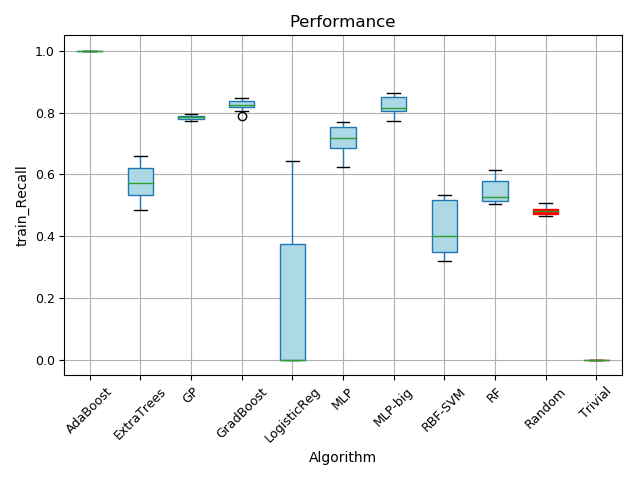 Performance
train_Recall
1.0
0.8
0.6
0.4
0.2
0.0
AdaBoost
ExtraTrees
GP
GradBoost
LogisticReg
MLP
MLP-big
RBF-SVM
RF
Random
Trivial
Algorithm